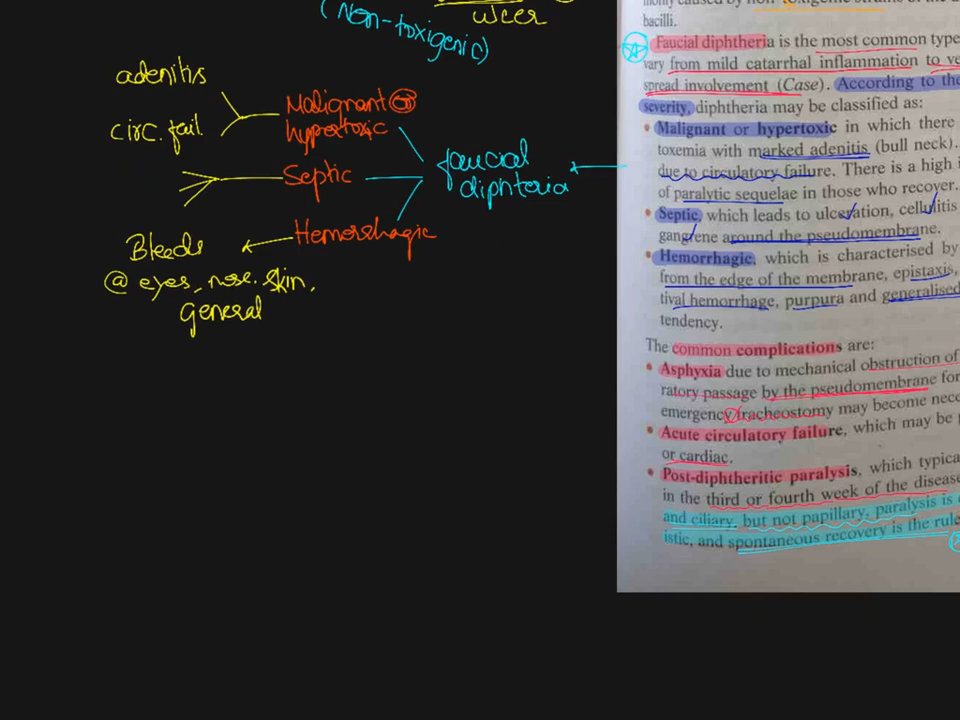 ulcer
(Non-toxigenic)
adenitis
circ. fail.
Malignant or
hypertoxic
Septic
Hemorrhagic
Bleeds
@ eyes, nose, skin,
general
faucial
diphteria
bacilli.
Faucial diphtheria is the most common type
vary from mild catarrhal inflammation to
spread involvement (Case). According to the
severity, diphtheria may be classified as:
• Malignant or hypertoxic in which there
toxemia with marked adenitis (bull neck).
due to circulatory failure. There is a high
of paralytic sequelae in those who recover.
• Septic, which leads to ulceration, cellulitis
gangrene around the pseudomembrane.
• Hemorrhagic, which is characterised by
from the edge of the membrane, epistaxis,
tival hemorrhage, purpura and generalised
tendency.
The common complications are:
• Asphyxia due to mechanical obstruction of
ratory passage by the pseudomembrane for
emergency tracheostomy may become nece
• Acute circulatory failure, which may be
or cardiac.
• Post-diphtheritic paralysis, which typica
in the third or fourth week of the disease
and ciliary, but not papillary, paralysis is
istic, and spontaneous recovery is the rule